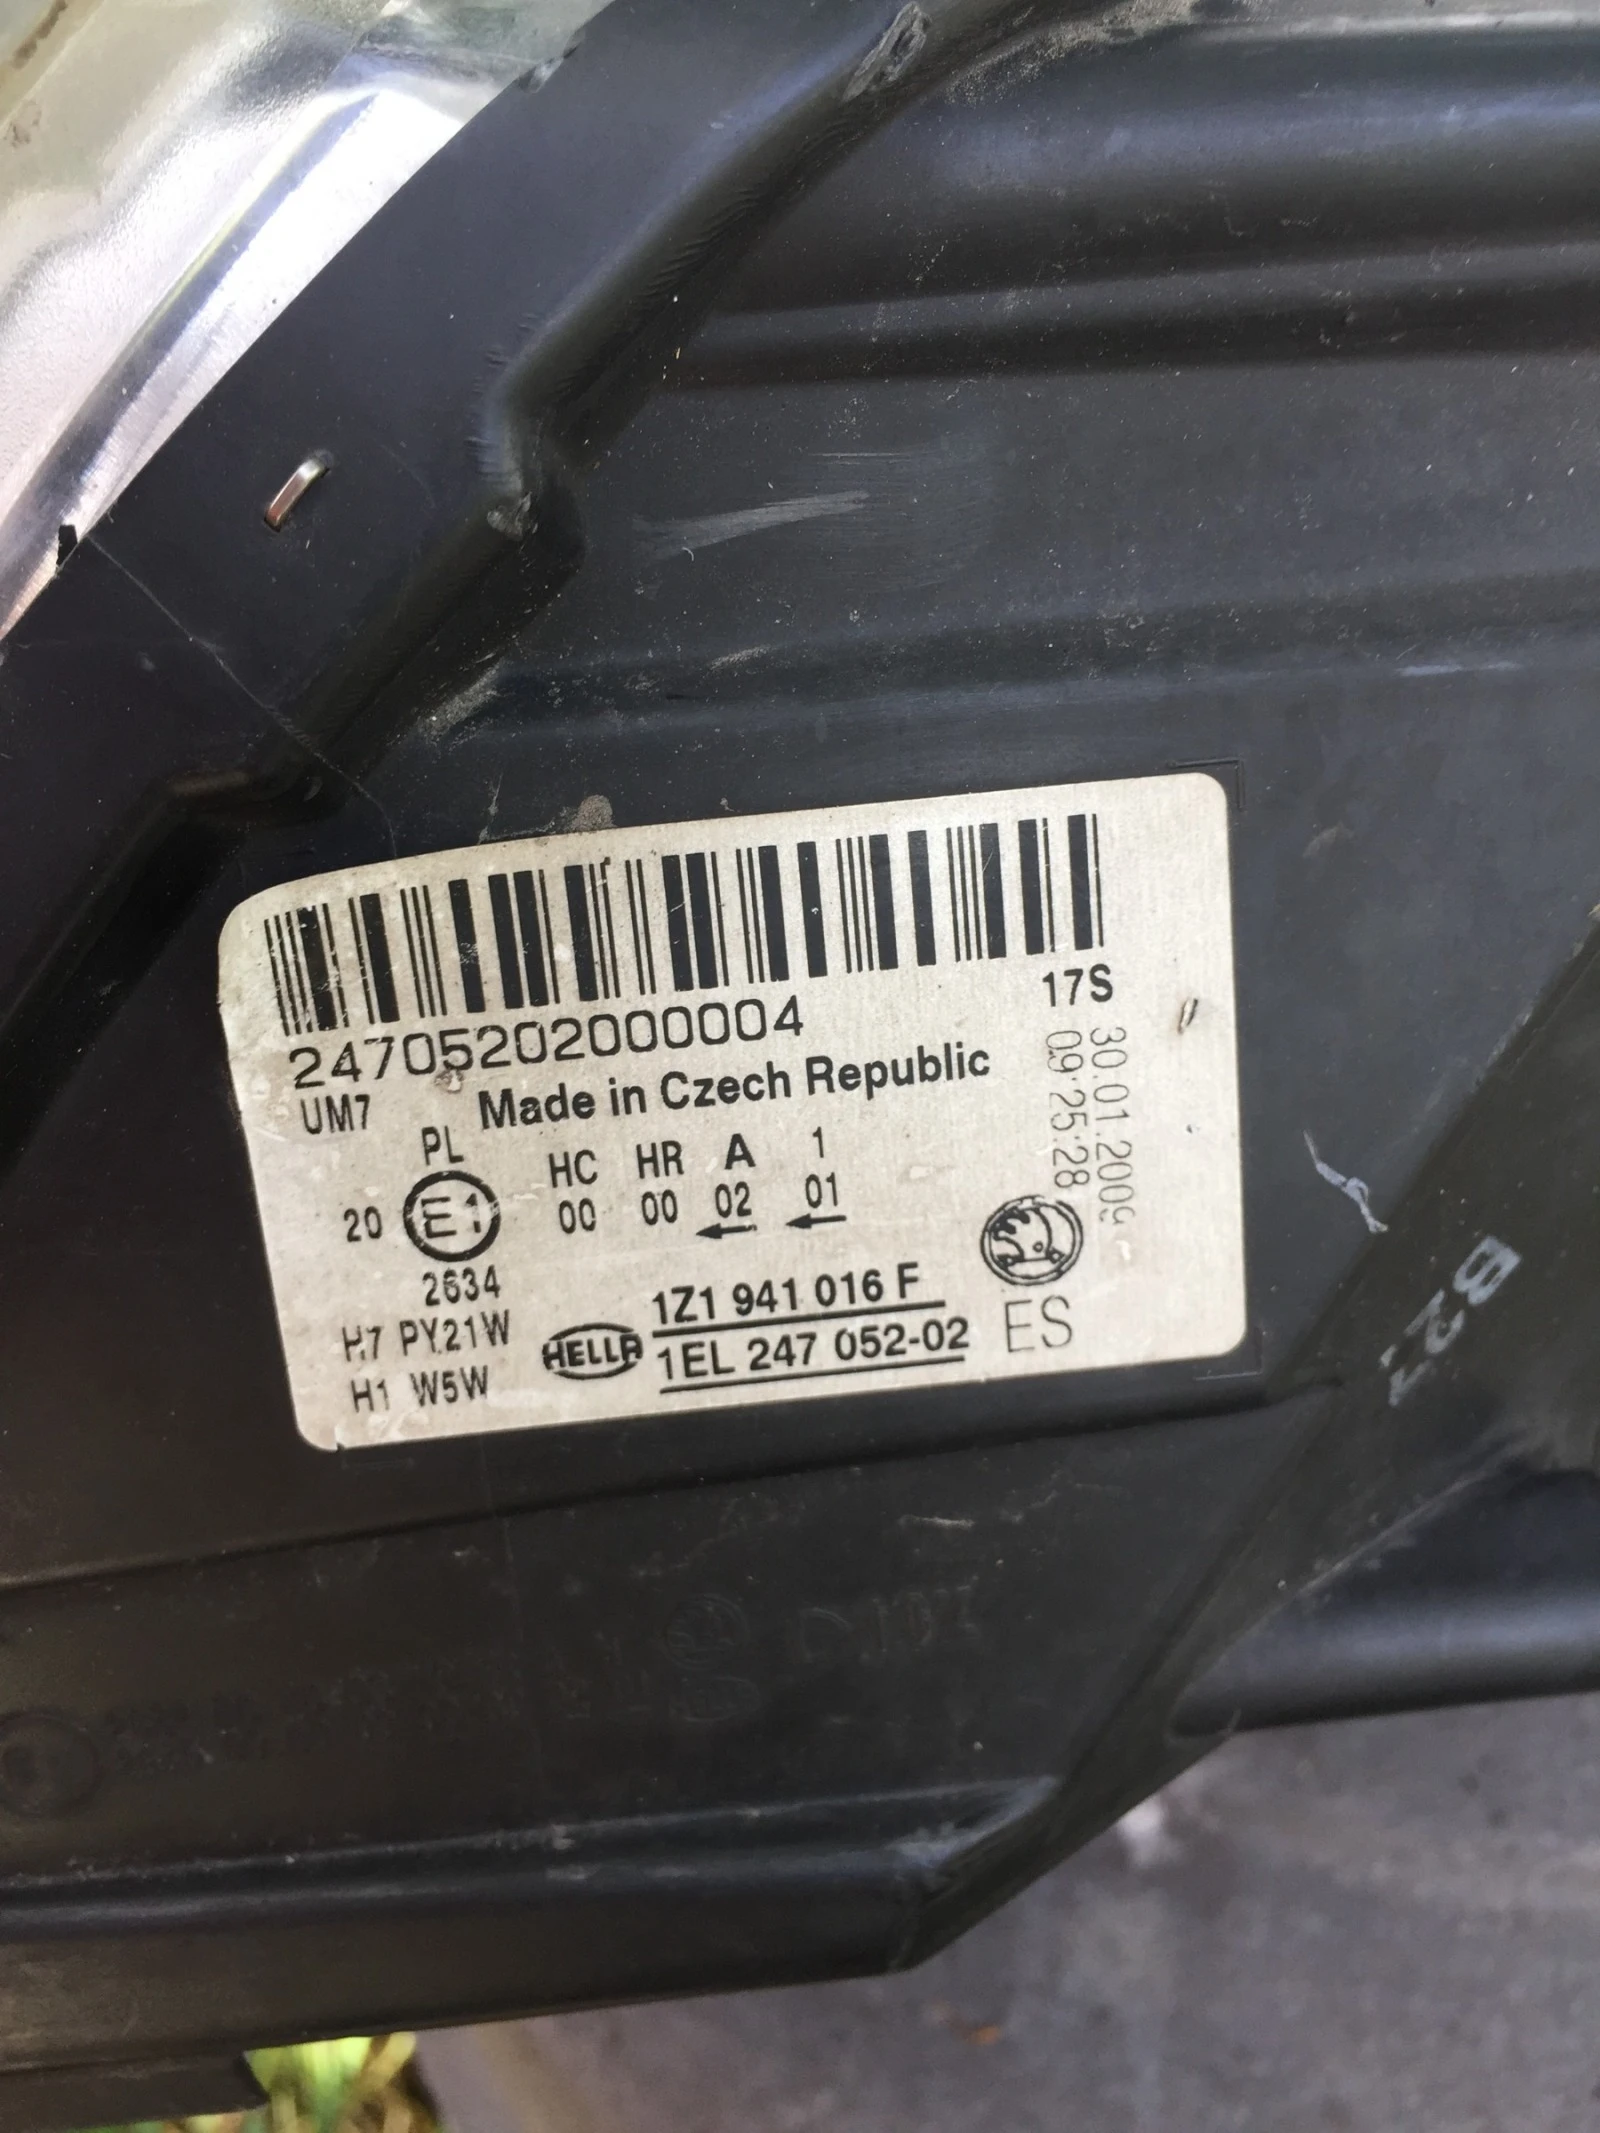 24705202000004
17S
UM7
Made in Czech Republic
30.01.2009
09:25:28
PL
HC HR A 1
20 E1 00 00 02 01
2634
H7 PY21W
H1 W5W
HELLA
1Z1 941 016 F
1EL 247 052-02
ES